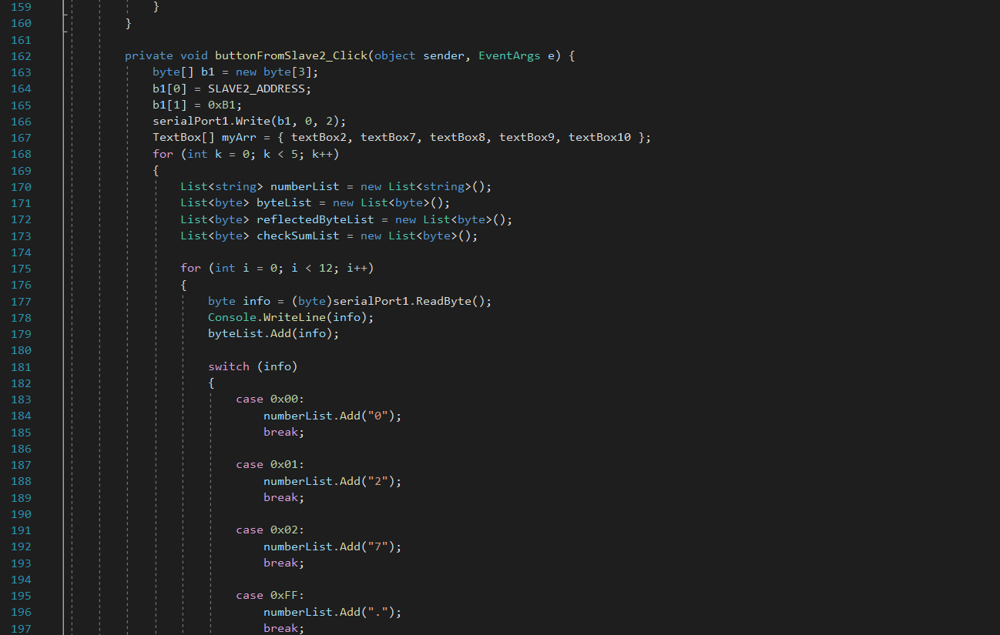 159 }
160 }
161
162 private void buttonFromSlave2_Click(object sender, EventArgs e) {
163 byte[] b1 = new byte[3];
164 b1[0] = SLAVE2_ADDRESS;
165 b1[1] = 0xB1;
166 serialPort1.Write(b1, 0, 2);
167 TextBox[] myArr = { textBox2, textBox7, textBox8, textBox9, textBox10 };
168 for (int k = 0; k < 5; k++)
169 {
170 List<string> numberList = new List<string>();
171 List<byte> byteList = new List<byte>();
172 List<byte> reflectedByteList = new List<byte>();
173 List<byte> checkSumList = new List<byte>();
174
175 for (int i = 0; i < 12; i++)
176 {
177 byte info = (byte)serialPort1.ReadByte();
178 Console.WriteLine(info);
179 byteList.Add(info);
180
181 switch (info)
182 {
183 case 0x00:
184 numberList.Add("0");
185 break;
186
187 case 0x01:
188 numberList.Add("2");
189 break;
190
191 case 0x02:
192 numberList.Add("7");
193 break;
194
195 case 0xFF:
196 numberList.Add(".");
197 break;